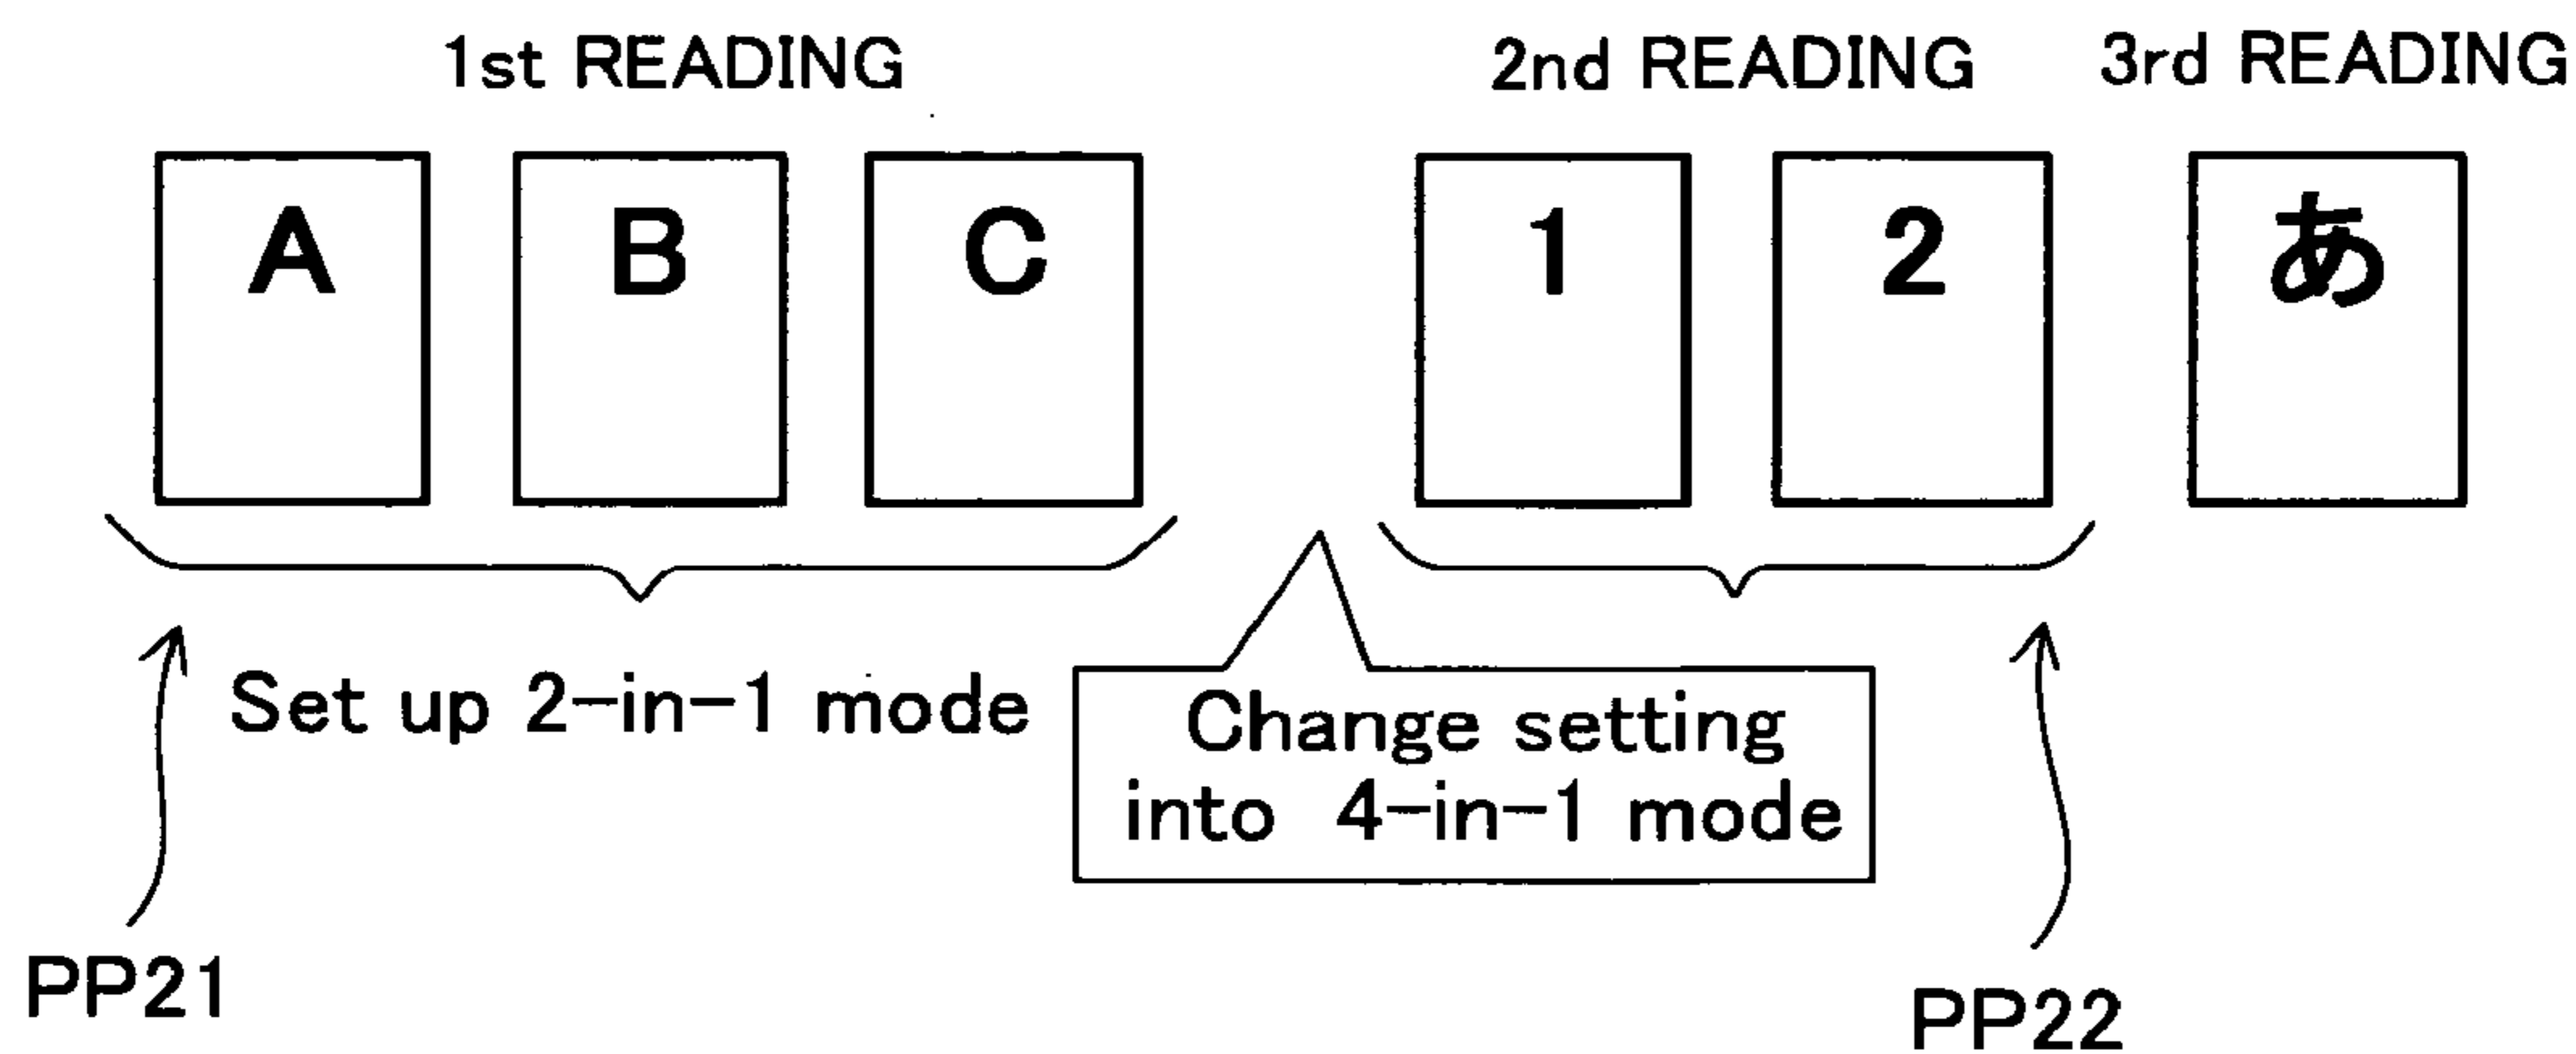 1st READING
2nd READING
3rd READING
A
B
C
1
2
あ
Set up 2-in-1 mode
Change setting
into 4-in-1 mode
PP21
PP22